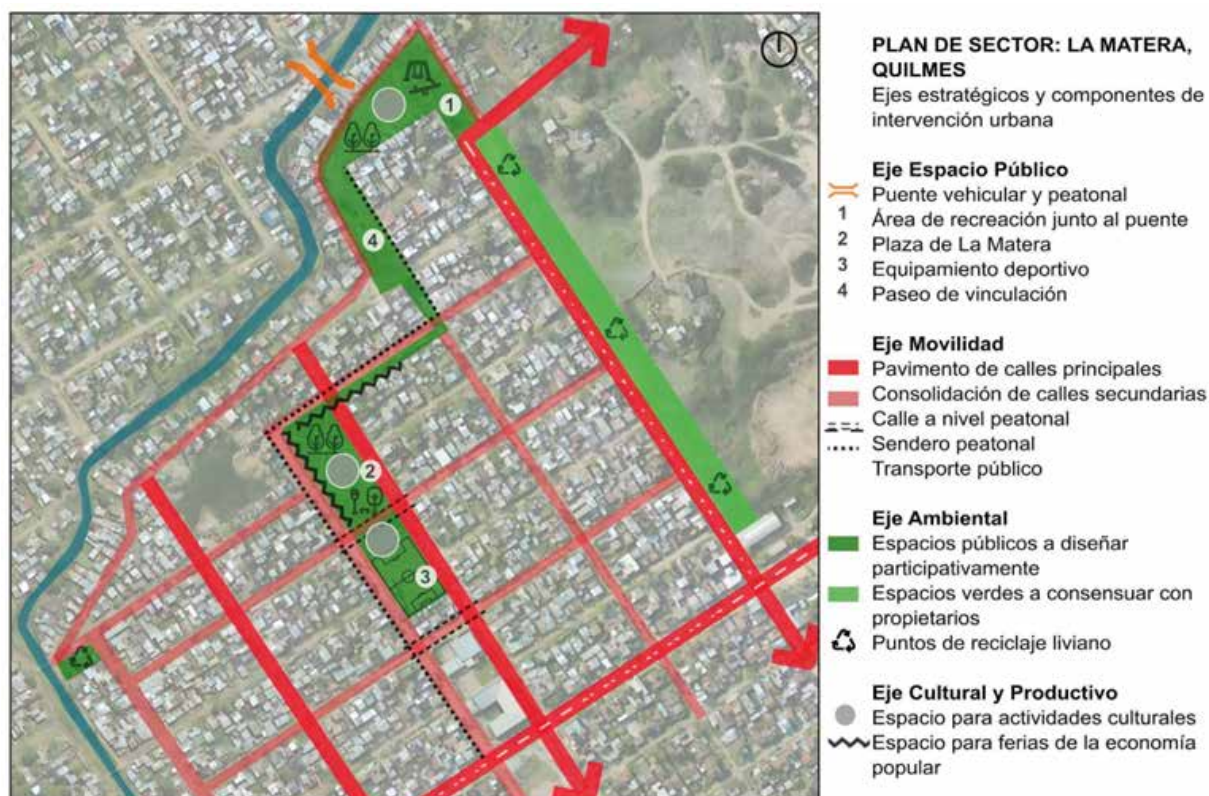 PLAN DE SECTOR: LA MATERA,
QUILMES
Ejes estratégicos y componentes de
intervención urbana
Eje Espacio Público
Puente vehicular y peatonal
1 Área de recreación junto al puente
2 Plaza de La Matera
3 Equipamiento deportivo
4 Paseo de vinculación
Eje Movilidad
Pavimento de calles principales
Consolidación de calles secundarias
Calle a nivel peatonal
Sendero peatonal
Transporte público
Eje Ambiental
Espacios públicos a diseñar
participativamente
Espacios verdes a consensuar con
propietarios
Puntos de reciclaje liviano
Eje Cultural y Productivo
Espacio para actividades culturales
Espacio para ferias de la economía
popular
1
4
2
3